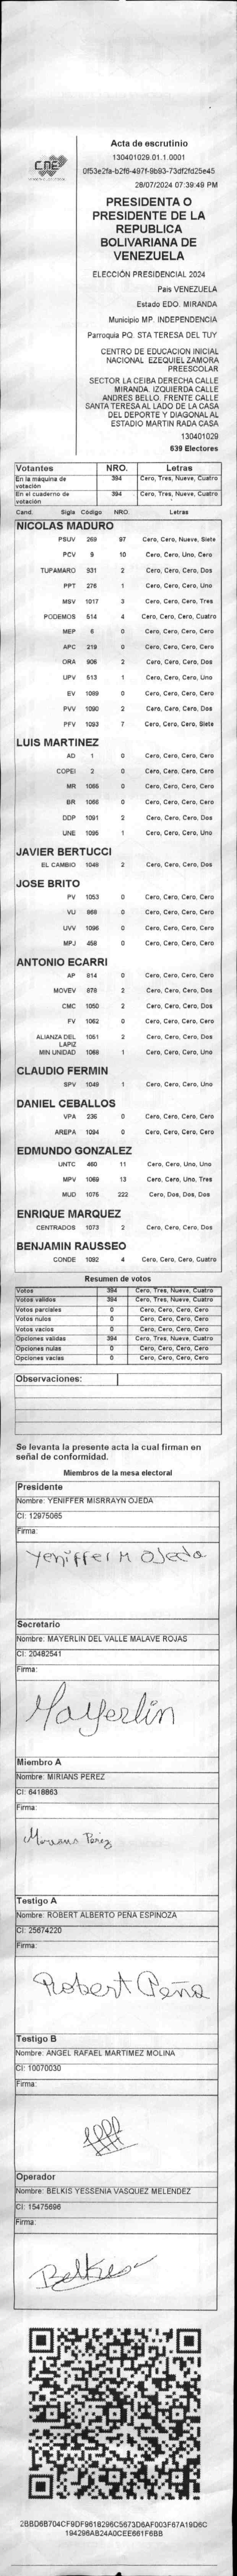 CNE
Acta de escrutinio
130401029.01.1.0001
0f53e2fa-b2f6-497f-9b93-73df2fd25e45
28/07/2024 07:39:49 PM
PRESIDENTA O
PRESIDENTE DE LA
REPUBLICA
BOLIVARIANA DE
VENEZUELA
ELECCIÓN PRESIDENCIAL 2024
Pais VENEZUELA
Estado EDO. MIRANDA
Municipio MP. INDEPENDENCIA
Parroquia PQ. STA TERESA DEL TUY
CENTRO DE EDUCACION INICIAL
NACIONAL EZEQUIEL ZAMORA
PREESCOLAR
SECTOR LA CEIBA DERECHA CALLE
MIRANDA. IZQUIERDA CALLE
ANDRES BELLO. FRENTE CALLE
SANTA TERESA AL LADO DE LA CASA
DEL DEPORTE Y DIAGONAL AL
ESTADIO MARTIN RADA CASA
130401029
639 Electores
Votantes NRO. Letras
En la máquina de votación 394 Cero, Tres, Nueve, Cuatro
En el cuaderno de votación 394 Cero, Tres, Nueve, Cuatro
Cand. Sigla Código NRO. Letras
NICOLAS MADURO
PSUV 269 97 Cero, Cero, Nueve, Siete
PCV 9 10 Cero, Cero, Uno, Cero
TUPAMARO 931 2 Cero, Cero, Cero, Dos
PPT 276 1 Cero, Cero, Cero, Uno
MSV 1017 3 Cero, Cero, Cero, Tres
PODEMOS 514 4 Cero, Cero, Cero, Cuatro
MEP 6 0 Cero, Cero, Cero, Cero
APC 219 0 Cero, Cero, Cero, Cero
ORA 906 2 Cero, Cero, Cero, Dos
UPV 513 1 Cero, Cero, Cero, Uno
EV 1089 0 Cero, Cero, Cero, Cero
PVV 1090 2 Cero, Cero, Cero, Dos
PFV 1093 7 Cero, Cero, Cero, Siete
LUIS MARTINEZ
AD 1 0 Cero, Cero, Cero, Cero
COPEI 2 0 Cero, Cero, Cero, Cero
MR 1065 0 Cero, Cero, Cero, Cero
BR 1066 0 Cero, Cero, Cero, Cero
DDP 1091 2 Cero, Cero, Cero, Dos
UNE 1095 1 Cero, Cero, Cero, Uno
JAVIER BERTUCCI
EL CAMBIO 1048 2 Cero, Cero, Cero, Dos
JOSE BRITO
PV 1053 0 Cero, Cero, Cero, Cero
VU 868 0 Cero, Cero, Cero, Cero
UVV 1096 0 Cero, Cero, Cero, Cero
MPJ 458 0 Cero, Cero, Cero, Cero
ANTONIO ECARRI
AP 814 0 Cero, Cero, Cero, Cero
MOVEV 878 2 Cero, Cero, Cero, Dos
CMC 1050 2 Cero, Cero, Cero, Dos
FV 1062 0 Cero, Cero, Cero, Cero
ALIANZA DEL LAPIZ 1051 2 Cero, Cero, Cero, Dos
MIN UNIDAD 1068 1 Cero, Cero, Cero, Uno
CLAUDIO FERMIN
SPV 1049 1 Cero, Cero, Cero, Uno
DANIEL CEBALLOS
VPA 236 0 Cero, Cero, Cero, Cero
AREPA 1094 0 Cero, Cero, Cero, Cero
EDMUNDO GONZALEZ
UNTC 460 11 Cero, Cero, Uno, Uno
MPV 1069 13 Cero, Cero, Uno, Tres
MUD 1075 222 Cero, Dos, Dos, Dos
ENRIQUE MARQUEZ
CENTRADOS 1073 2 Cero, Cero, Cero, Dos
BENJAMIN RAUSSEO
CONDE 1092 4 Cero, Cero, Cero, Cuatro
Resumen de votos
Votos 394 Cero, Tres, Nueve, Cuatro
Votos validos 394 Cero, Tres, Nueve, Cuatro
Votos parciales 0 Cero, Cero, Cero, Cero
Votos nulos 0 Cero, Cero, Cero, Cero
Votos vacíos 0 Cero, Cero, Cero, Cero
Opciones validas 394 Cero, Tres, Nueve, Cuatro
Opciones nulas 0 Cero, Cero, Cero, Cero
Opciones vacías 0 Cero, Cero, Cero, Cero
Observaciones:
Se levanta la presente acta la cual firman en
señal de conformidad.
Miembros de la mesa electoral
Presidente
Nombre: YENIFFER MISRRAYN OJEDA
CI: 12975065
Firma:
Yeniffer M Ojeda
Secretario
Nombre: MAYERLIN DEL VALLE MALAVE ROJAS
CI: 20482541
Firma:
Mayerlin
Miembro A
Nombre: MIRIANS PEREZ
CI: 6418863
Firma:
Mirians Perez
Testigo A
Nombre: ROBERT ALBERTO PEÑA ESPINOZA
CI: 25674220
Firma:
Robert Peña
Testigo B
Nombre: ANGEL RAFAEL MARTIMEZ MOLINA
CI: 10070030
Firma:
Operador
Nombre: BELKIS YESSENIA VASQUEZ MELENDEZ
CI: 15475696
Firma:
Belkis
2BBD6B704CF9DF9618296C5673D6AF003F67A19D6C
194296AB24A0CEE661F6BB